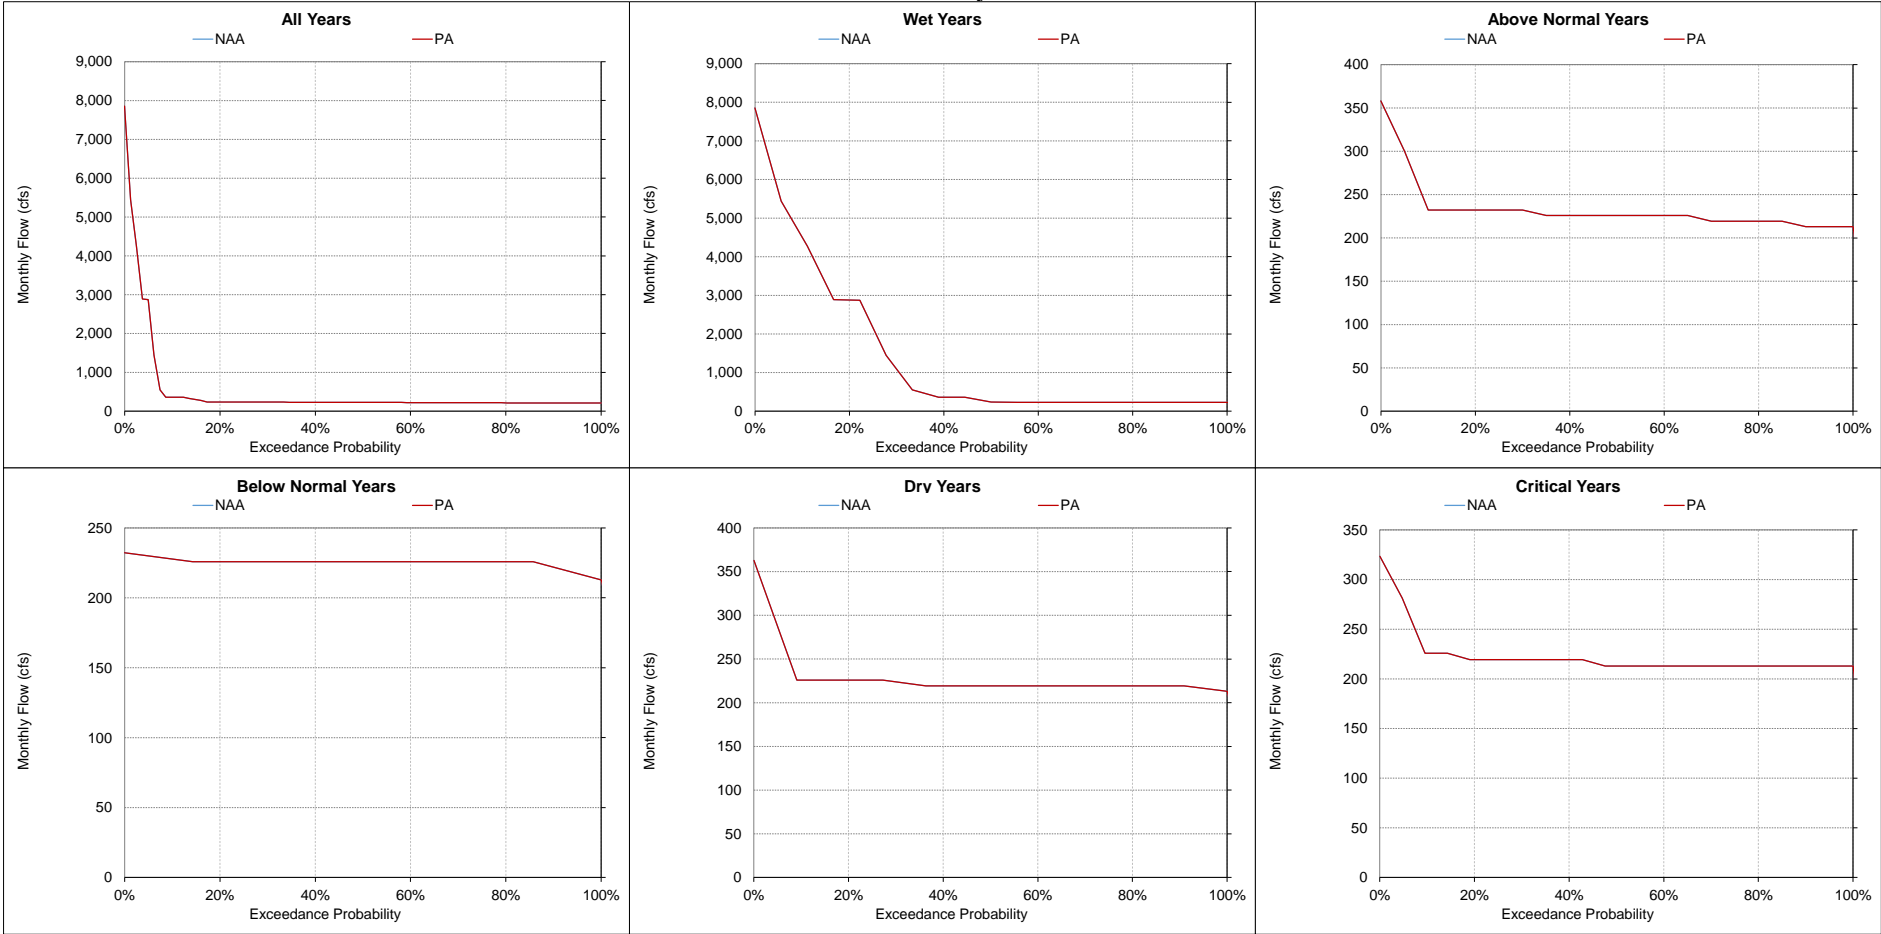 All Years
NAA PA
9,000
8,000
7,000
6,000
5,000
4,000
3,000
2,000
1,000
0
0% 20% 40% 60% 80% 100%
Monthly Flow (cfs)
Exceedance Probability
Wet Years
NAA PA
9,000
8,000
7,000
6,000
5,000
4,000
3,000
2,000
1,000
0
0% 20% 40% 60% 80% 100%
Monthly Flow (cfs)
Exceedance Probability
Above Normal Years
NAA PA
400
350
300
250
200
150
100
50
0
0% 20% 40% 60% 80% 100%
Monthly Flow (cfs)
Exceedance Probability
Below Normal Years
NAA PA
250
200
150
100
50
0
0% 20% 40% 60% 80% 100%
Monthly Flow (cfs)
Exceedance Probability
Dry Years
NAA PA
400
350
300
250
200
150
100
50
0
0% 20% 40% 60% 80% 100%
Monthly Flow (cfs)
Exceedance Probability
Critical Years
NAA PA
350
300
250
200
150
100
50
0
0% 20% 40% 60% 80% 100%
Monthly Flow (cfs)
Exceedance Probability